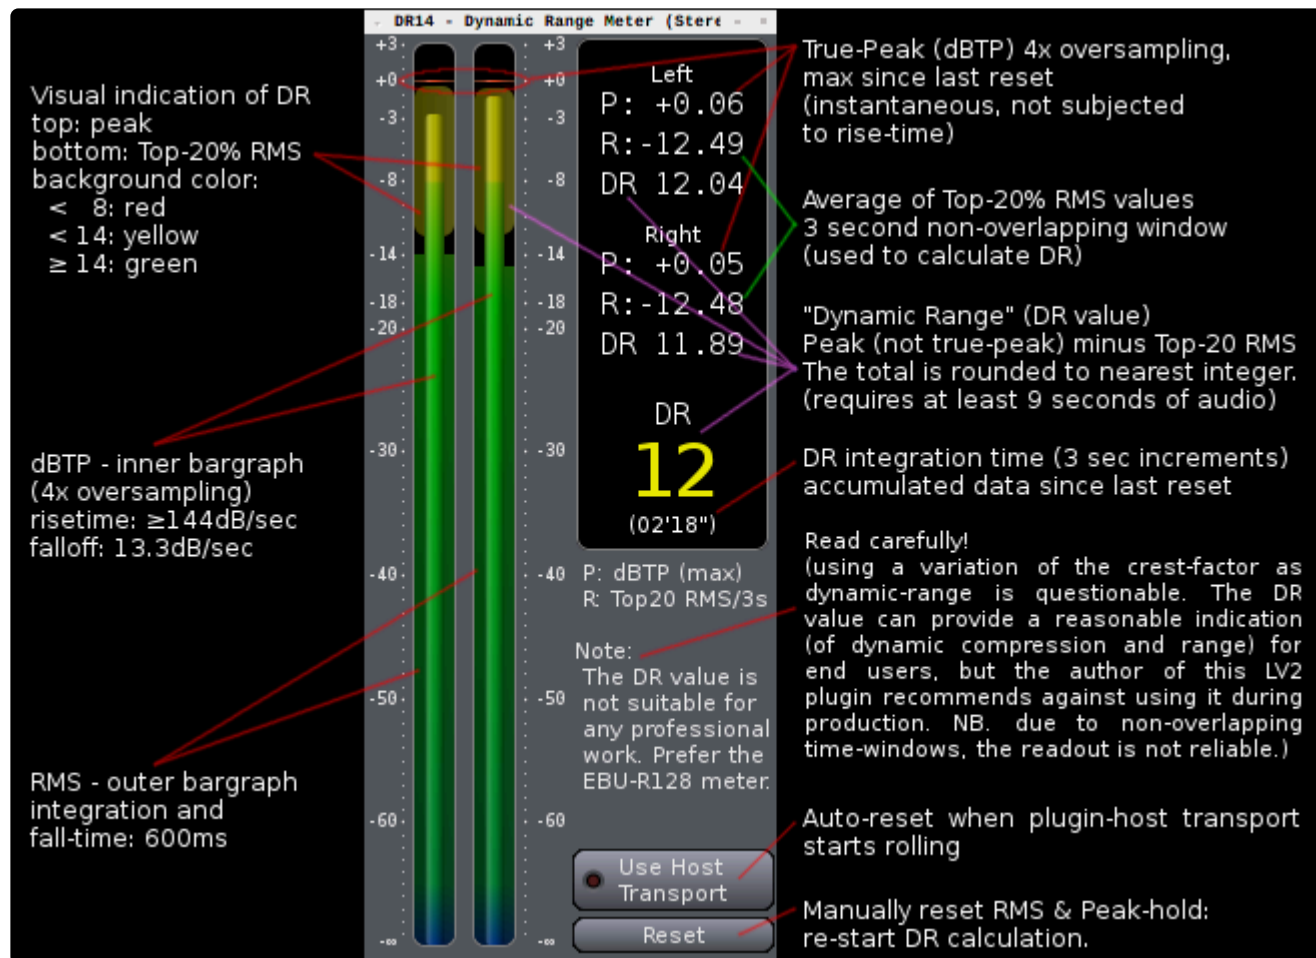 DR14 - Dynamic Range Meter (Stere
Visual indication of DR
top: peak
bottom: Top-20% RMS
background color:
< 8: red
< 14: yellow
≥ 14: green
dBTP - inner bargraph
(4x oversampling)
risetime: ≥144dB/sec
falloff: 13.3dB/sec
RMS - outer bargraph
integration and
fall-time: 600ms
+3 +3
+0 +0
-3 -3
-8 -8
-14 -14
-18 -18
-20 -20
-30 -30
-40 -40
-50 -50
-60 -60
-∞ -∞
Left
P: +0.06
R:-12.49
DR 12.04
Right
P: +0.05
R:-12.48
DR 11.89
DR
12
(02'18")
P: dBTP (max)
R: Top20 RMS/3s
Note:
The DR value is
not suitable for
any professional
work. Prefer the
EBU-R128 meter.
Use Host
Transport
Reset
True-Peak (dBTP) 4x oversampling,
max since last reset
(instantaneous, not subjected
to rise-time)
Average of Top-20% RMS values
3 second non-overlapping window
(used to calculate DR)
"Dynamic Range" (DR value)
Peak (not true-peak) minus Top-20 RMS
The total is rounded to nearest integer.
(requires at least 9 seconds of audio)
DR integration time (3 sec increments)
accumulated data since last reset
Read carefully!
(using a variation of the crest-factor as
dynamic-range is questionable. The DR
value can provide a reasonable indication
(of dynamic compression and range) for
end users, but the author of this LV2
plugin recommends against using it during
production. NB. due to non-overlapping
time-windows, the readout is not reliable.)
Auto-reset when plugin-host transport
starts rolling
Manually reset RMS & Peak-hold:
re-start DR calculation.